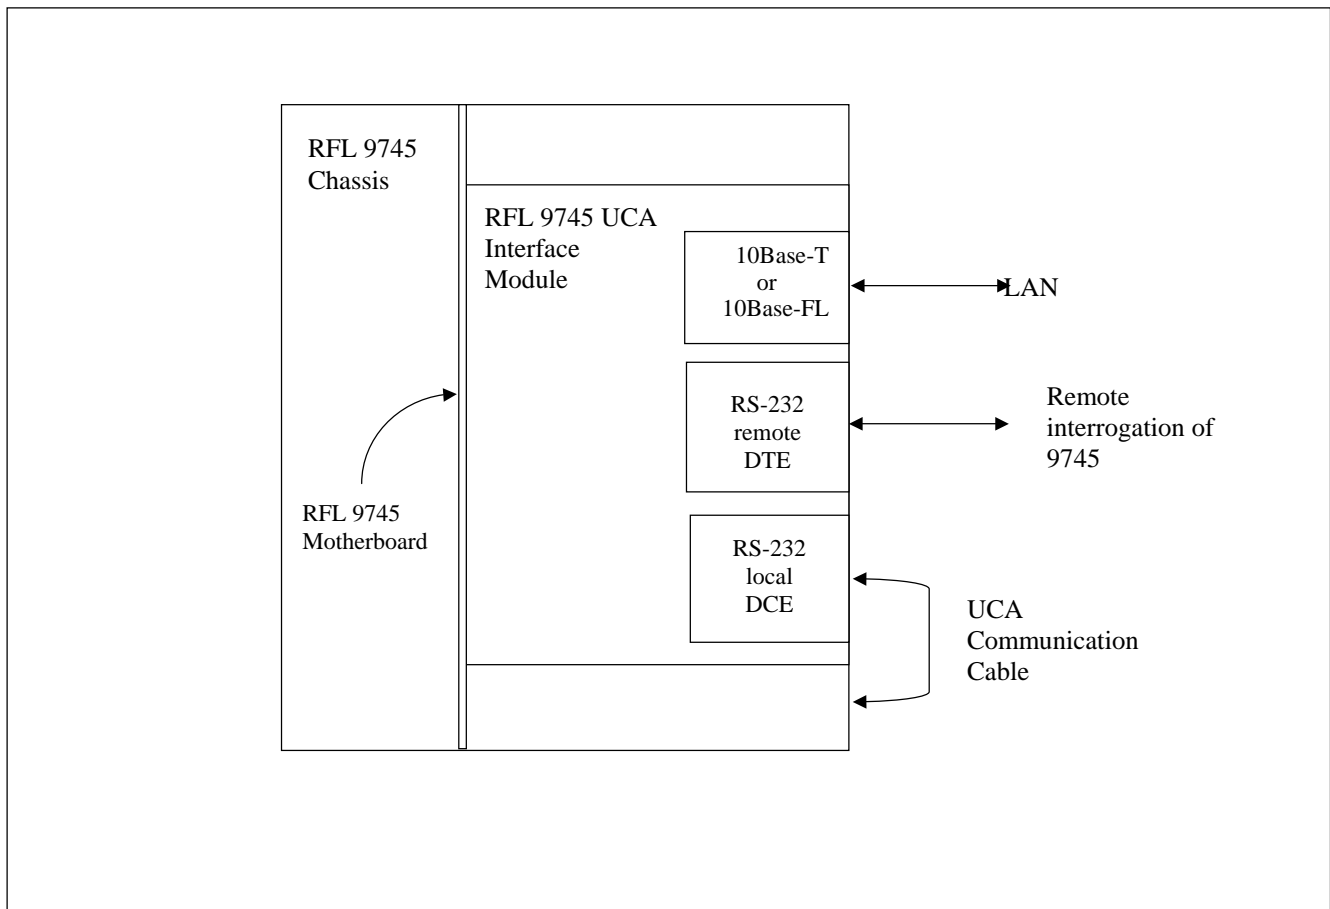 RFL 9745
Chassis
RFL 9745 UCA
Interface
Module
10Base-T
or
10Base-FL
LAN
RS-232
remote
DTE
Remote
interrogation of
9745
RFL 9745
Motherboard
RS-232
local
DCE
UCA
Communication
Cable